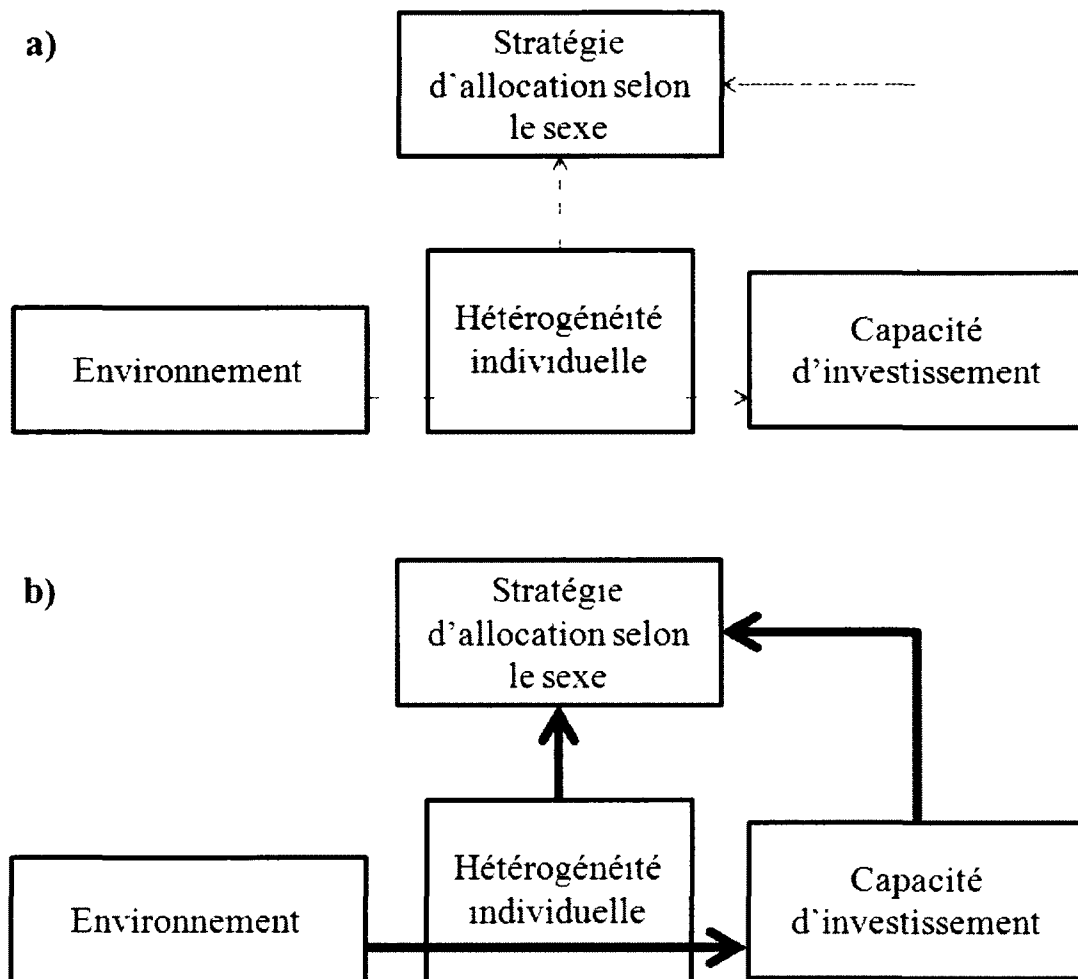 a)
Stratégie
d'allocation selon
le sexe
Environnement
Hétérogénéité
individuelle
Capacité
d'investissement
b)
Stratégie
d'allocation selon
le sexe
Environnement
Hétérogénéité
individuelle
Capacité
d'investissement